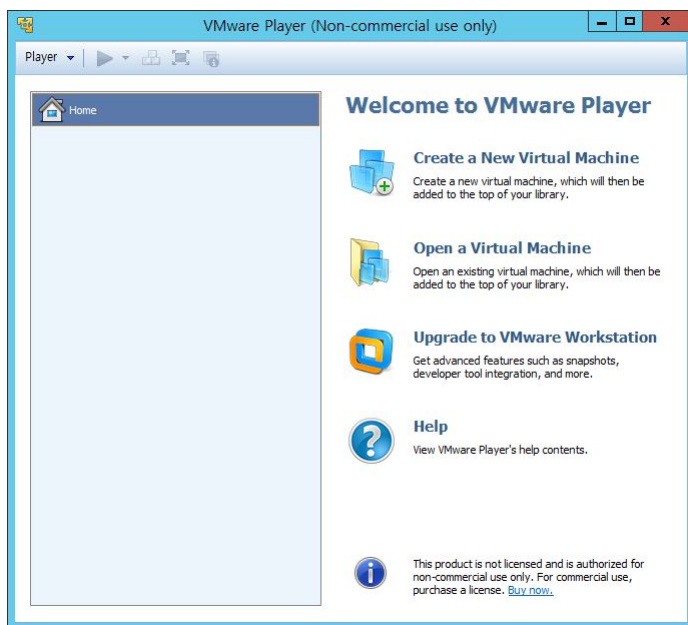 VMware Player (Non-commercial use only)
Player
Home
Welcome to VMware Player
Create a New Virtual Machine
Create a new virtual machine, which will then be
added to the top of your library.
Open a Virtual Machine
Open an existing virtual machine, which will then be
added to the top of your library.
Upgrade to VMware Workstation
Get advanced features such as snapshots,
developer tool integration, and more.
Help
View VMware Player's help contents.
This product is not licensed and is authorized for
non-commercial use only. For commercial use,
purchase a license. Buy now.